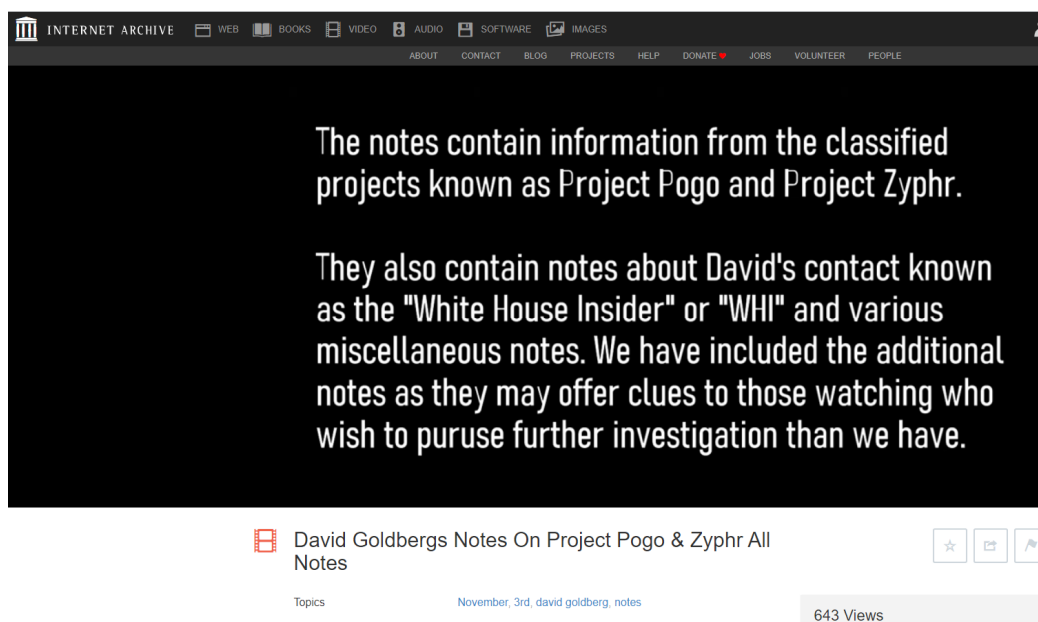 INTERNET ARCHIVE WEB BOOKS VIDEO AUDIO SOFTWARE IMAGES
ABOUT CONTACT BLOG PROJECTS HELP DONATE JOBS VOLUNTEER PEOPLE
The notes contain information from the classified
projects known as Project Pogo and Project Zyphr.
They also contain notes about David's contact known
as the "White House Insider" or "WHI" and various
miscellaneous notes. We have included the additional
notes as they may offer clues to those watching who
wish to puruse further investigation than we have.
David Goldbergs Notes On Project Pogo & Zyphr All
Notes
Topics November, 3rd, david goldberg, notes
643 Views